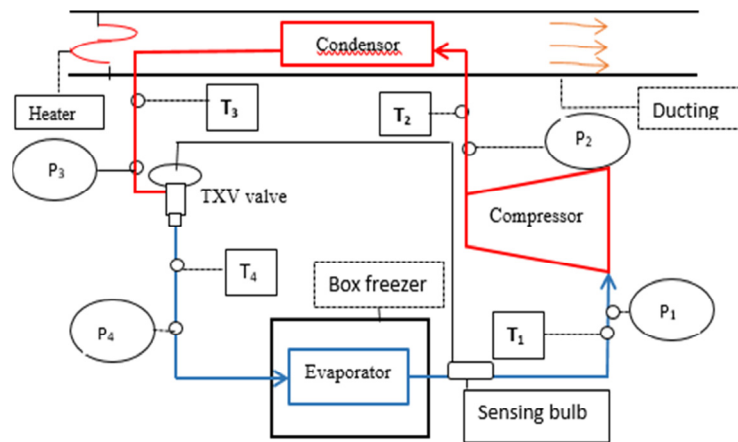 Condensor
Heater
T3
T2
Ducting
P2
P3
TXV valve
Compressor
T4
Box freezer
P4
T1
P1
Evaporator
Sensing bulb